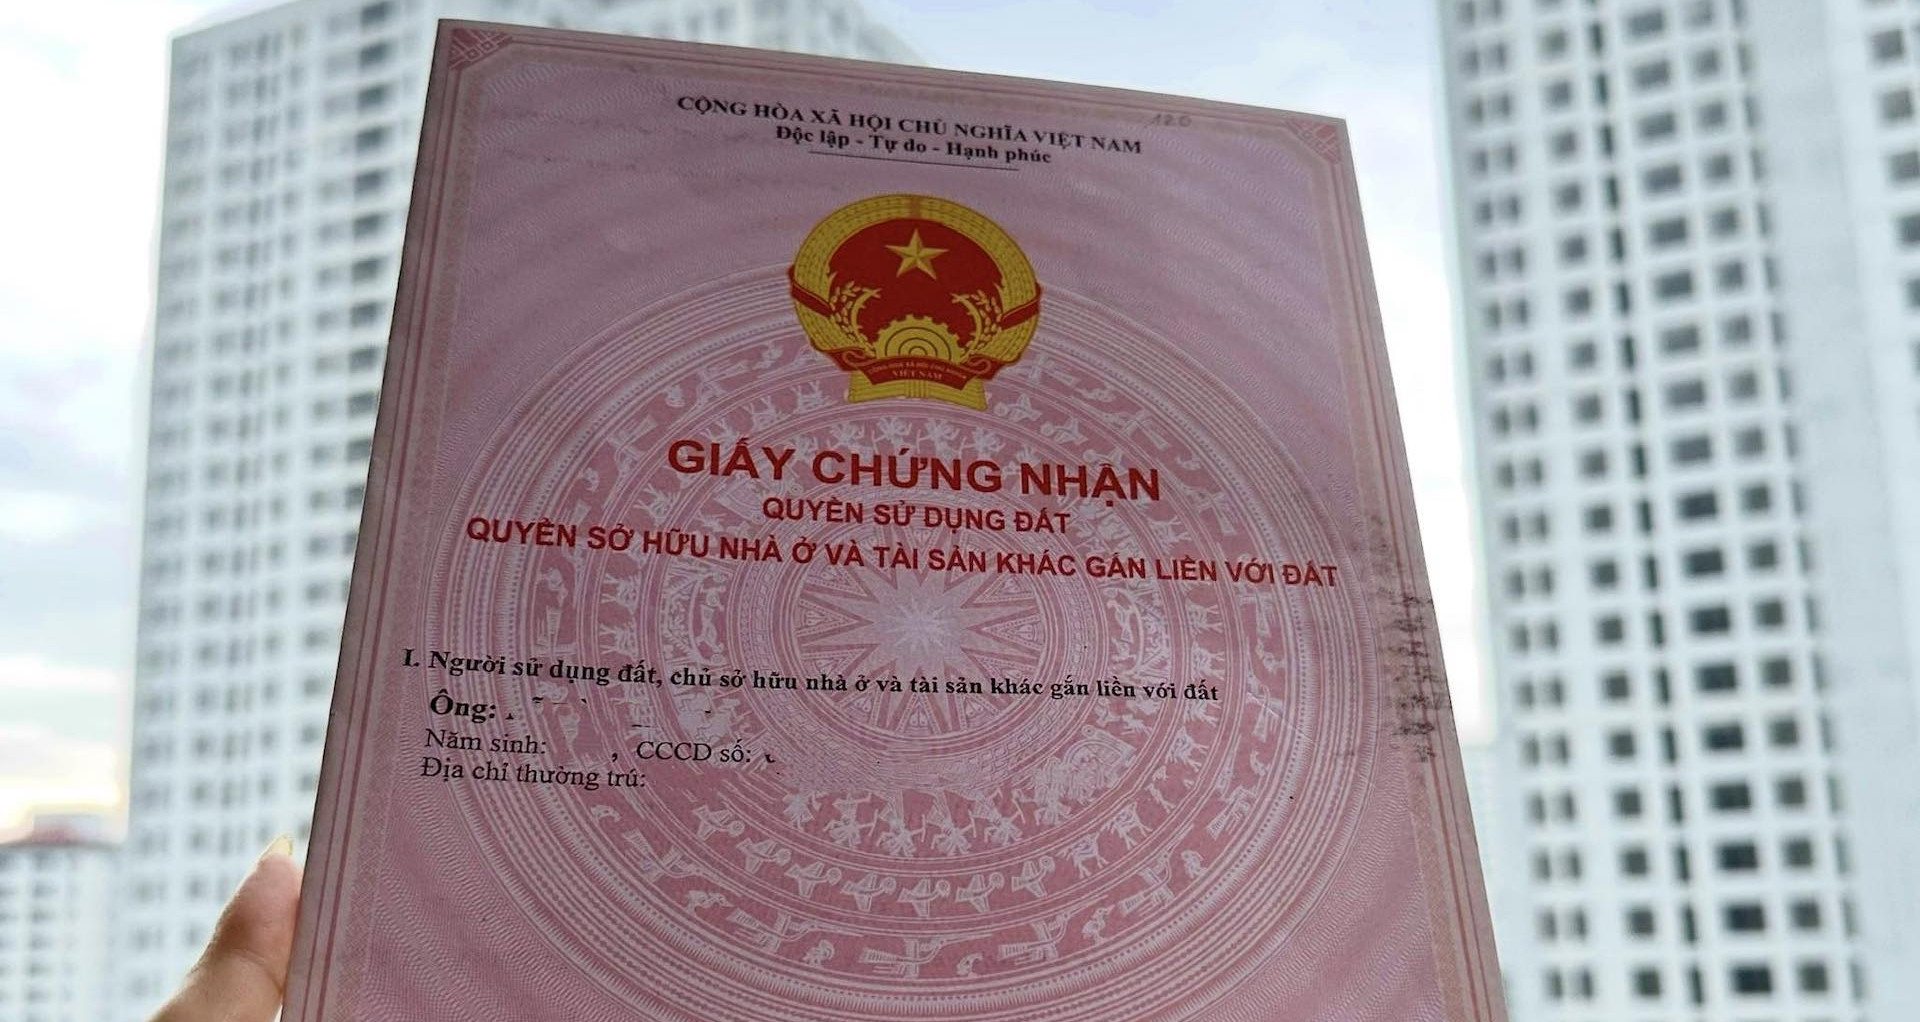 CỘNG HÒA XÃ HỘI CHỦ NGHĨA VIỆT NAM
Độc lập - Tự do - Hạnh phúc
VIỆT NAM
GIẤY CHỨNG NHẬN
QUYỀN SỬ DỤNG ĐẤT
QUYỀN SỞ HỮU NHÀ Ở VÀ TÀI SẢN KHÁC GẮN LIỀN VỚI ĐẤT
I. Người sử dụng đất, chủ sở hữu nhà ở và tài sản khác gắn liền với đất
Ông:
Năm sinh: , CCCD số:
Địa chỉ thường trú: